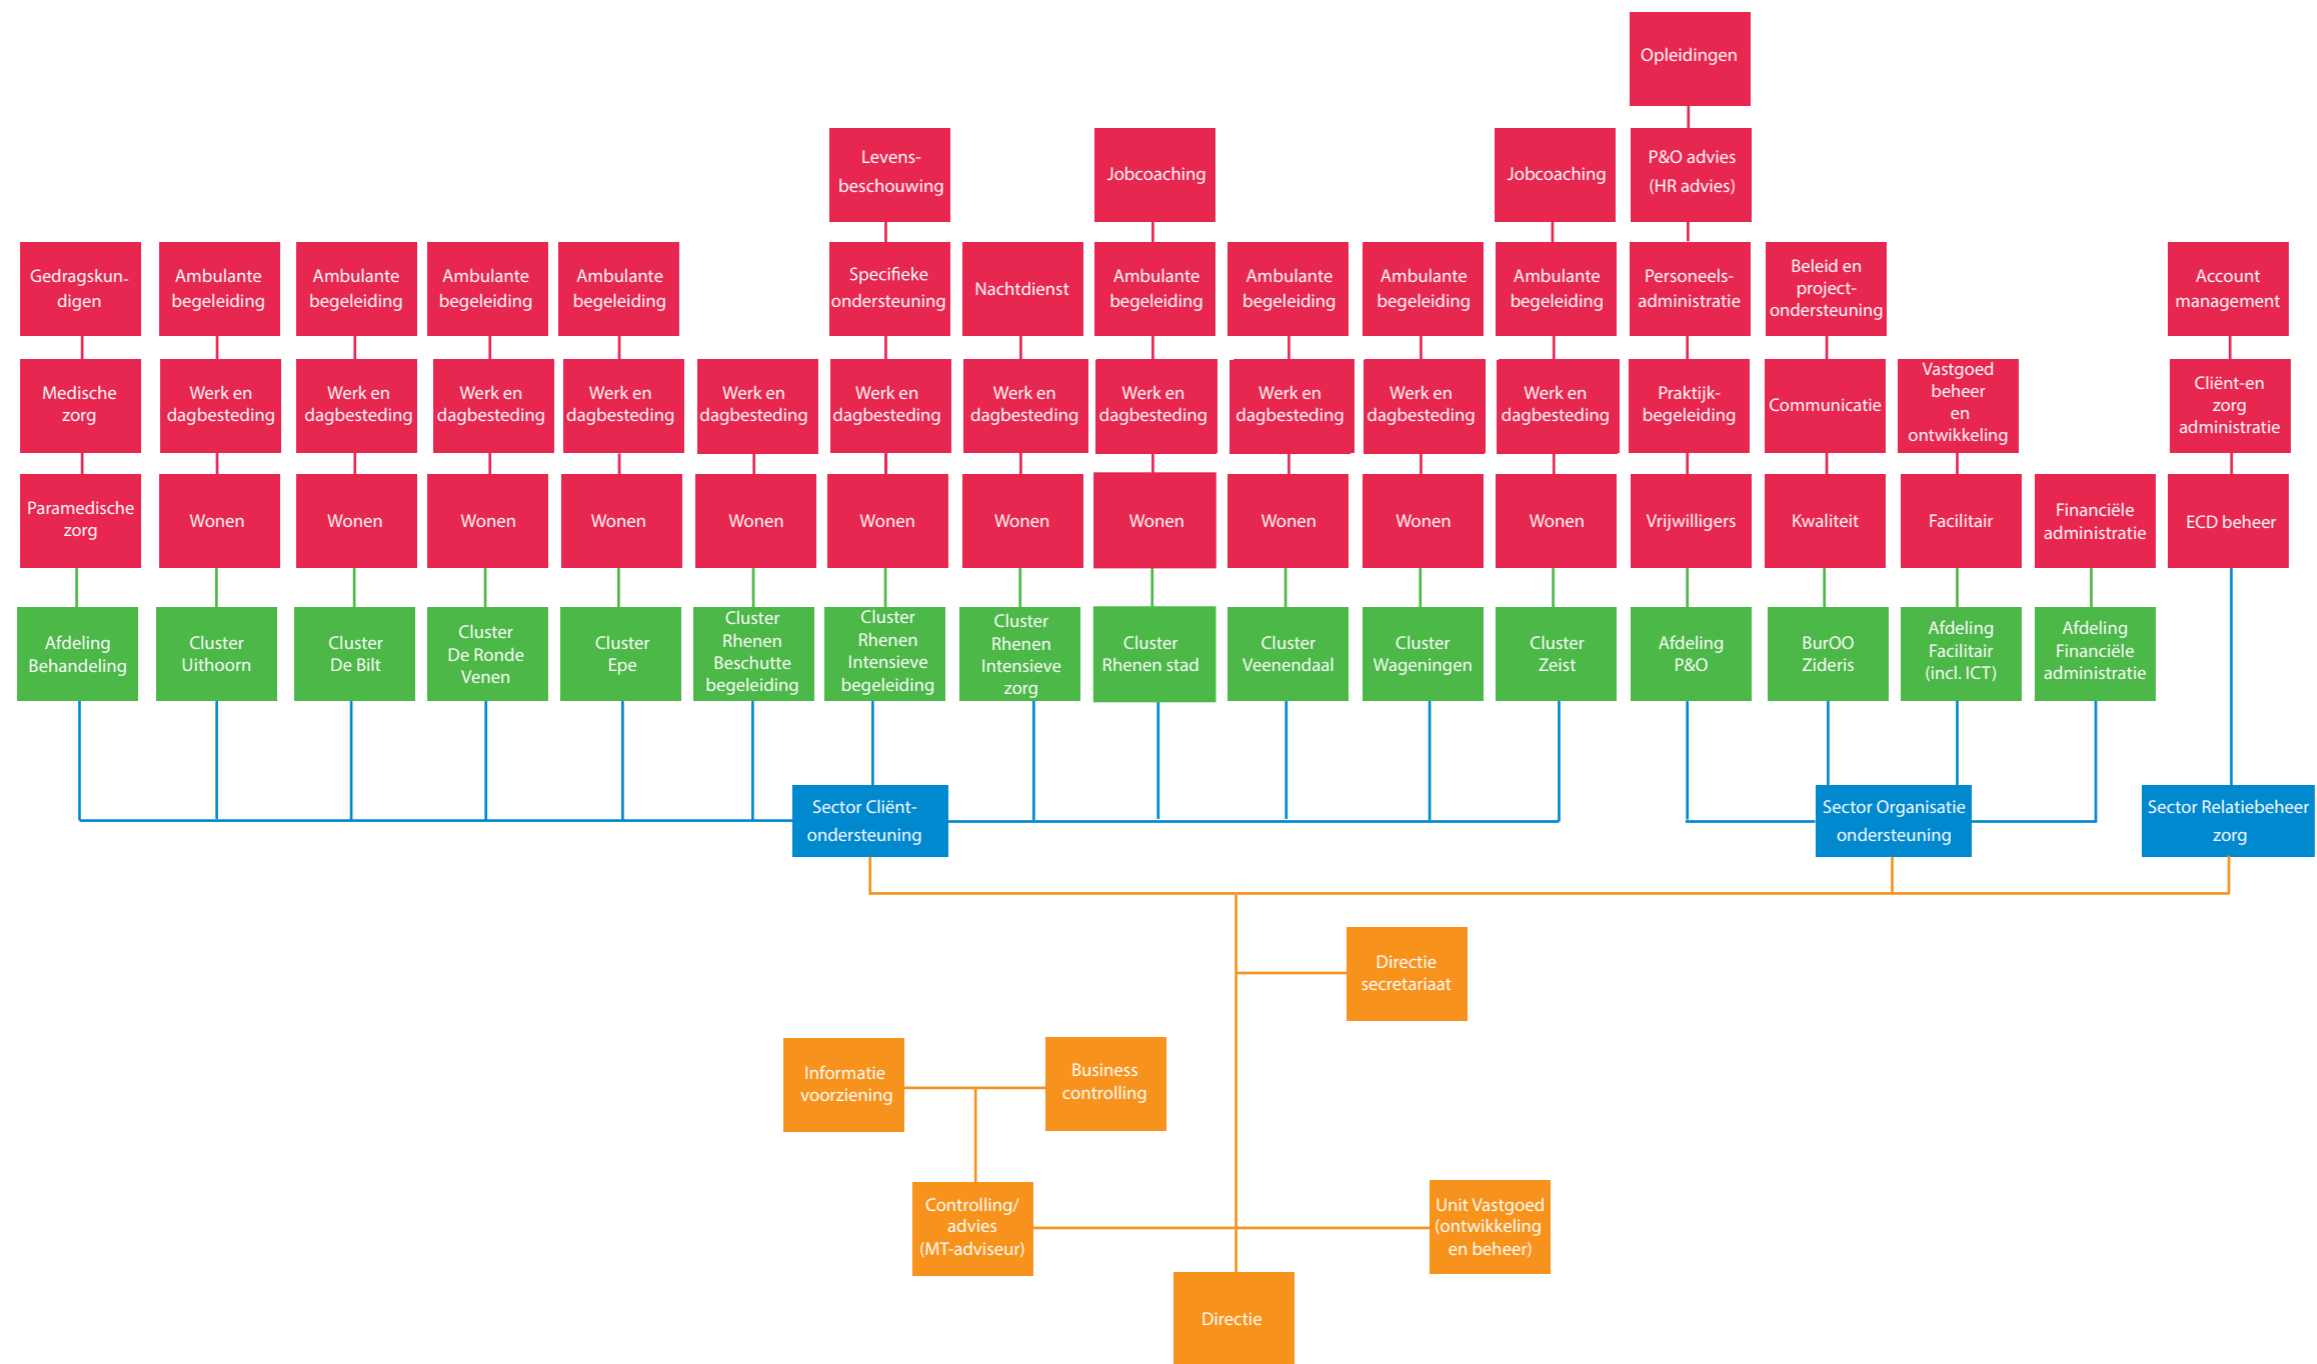 Opleidingen
Levens-
beschouwing
Jobcoaching
Jobcoaching
P&O advies
(HR advies)
Gedragskun-
digen
Ambulante
begeleiding
Ambulante
begeleiding
Ambulante
begeleiding
Ambulante
begeleiding
Specifieke
ondersteuning
Nachtdienst
Ambulante
begeleiding
Ambulante
begeleiding
Ambulante
begeleiding
Ambulante
begeleiding
Personeels-
administratie
Beleid en
project-
ondersteuning
Account
management
Medische
zorg
Werk en
dagbesteding
Werk en
dagbesteding
Werk en
dagbesteding
Werk en
dagbesteding
Werk en
dagbesteding
Werk en
dagbesteding
Werk en
dagbesteding
Werk en
dagbesteding
Werk en
dagbesteding
Werk en
dagbesteding
Werk en
dagbesteding
Praktijk-
begeleiding
Communicatie
Vastgoed
beheer
en
ontwikkeling
Cliënt-en
zorg
administratie
Paramedische
zorg
Wonen
Wonen
Wonen
Wonen
Wonen
Wonen
Wonen
Wonen
Wonen
Wonen
Wonen
Vrijwilligers
Kwaliteit
Facilitair
Financiële
administratie
ECD beheer
Afdeling
Behandeling
Cluster
Uithoorn
Cluster
De Bilt
Cluster
De Ronde
Venen
Cluster
Epe
Cluster
Rhenen
Beschutte
begeleiding
Cluster
Rhenen
Intensieve
begeleiding
Cluster
Rhenen
Intensieve
zorg
Cluster
Rhenen stad
Cluster
Veenendaal
Cluster
Wageningen
Cluster
Zeist
Afdeling
P&O
BurOO
Zideris
Afdeling
Facilitair
(incl. ICT)
Afdeling
Financiële
administratie
Sector Cliënt-
ondersteuning
Sector Organisatie
ondersteuning
Sector Relatiebeheer
zorg
Directie
secretariaat
Informatie
voorziening
Business
controlling
Controlling/
advies
(MT-adviseur)
Unit Vastgoed
(ontwikkeling
en beheer)
Directie